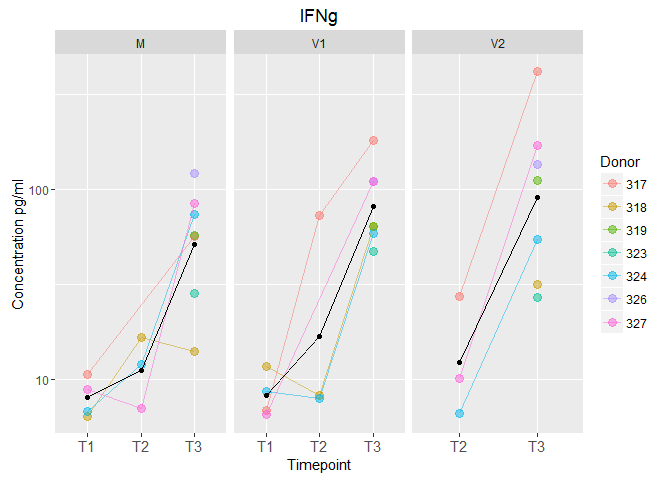 IFNg
M V1 V2
Concentration pg/ml
100
10
T1 T2 T3 T1 T2 T3 T2 T3
Timepoint
Donor
317
318
319
323
324
326
327